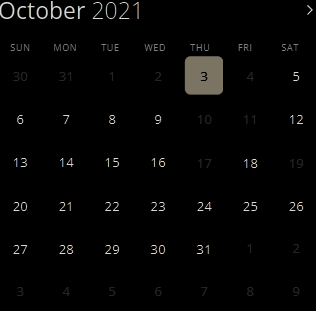 October 2021
SUN MON TUE WED THU FRI SAT
30 31 1 2 3 4 5
6 7 8 9 10 11 12
13 14 15 16 17 18 19
20 21 22 23 24 25 26
27 28 29 30 31 1 2
3 4 5 6 7 8 9